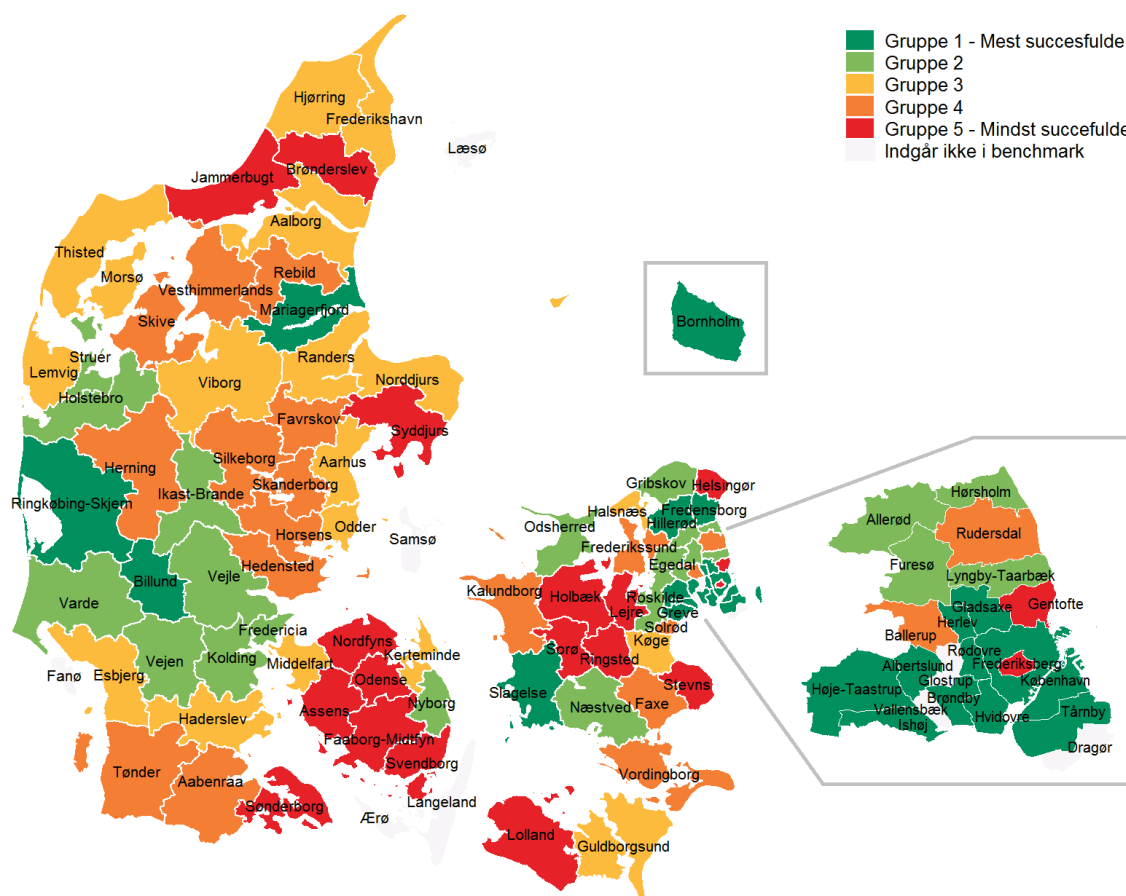 Gruppe 1 - Mest succesfulde
Gruppe 2
Gruppe 3
Gruppe 4
Gruppe 5 - Mindst succefulde
Indgår ikke i benchmark
Hjørring
Frederikshavn
Læsø
Brønderslev
Jammerbugt
Aalborg
Thisted
Morsø
Vesthimmerlands
Rebild
Mariagerfjord
Skive
Bornholm
Struer
Lemvig
Randers
Viborg
Norddjurs
Holstebro
Favrskov
Syddjurs
Silkeborg
Aarhus
Herning
Skanderborg
Ikast-Brande
Ringkøbing-Skjern
Odder
Horsens
Samsø
Hedensted
Billund
Vejle
Varde
Fredericia
Vejen
Kolding
Fanø
Esbjerg
Middelfart
Nordfyns
Kerteminde
Odense
Nyborg
Assens
Haderslev
Faaborg-Midtfyn
Svendborg
Tønder
Aabenraa
Sønderborg
Langeland
Ærø
Gribskov
Helsingør
Halsnæs
Fredensborg
Hillerød
Odsherred
Frederikssund
Egedal
Kalundborg
Holbæk
Roskilde
Lejre
Greve
Solrød
Køge
Sorø
Ringsted
Stevns
Slagelse
Næstved
Faxe
Vordingborg
Lolland
Guldborgsund
Hørsholm
Allerød
Rudersdal
Furesø
Lyngby-Taarbæk
Gladsaxe
Gentofte
Herlev
Ballerup
Rødovre
Albertslund
Frederiksberg
Glostrup
København
Høje-Taastrup
Brøndby
Vallensbæk
Ishøj
Hvidovre
Tårnby
Dragør